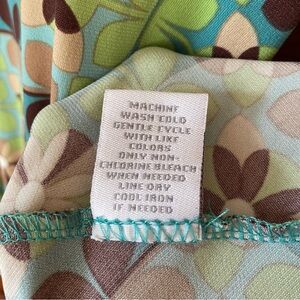 MACHINE
WASH COLD
GENTLE CYCLE
WITH LIKE
COLORS
ONLY NON-
CHLORINE BLEACH
WHEN NEEDED
LINE DRY
COOL IRON
IF NEEDED